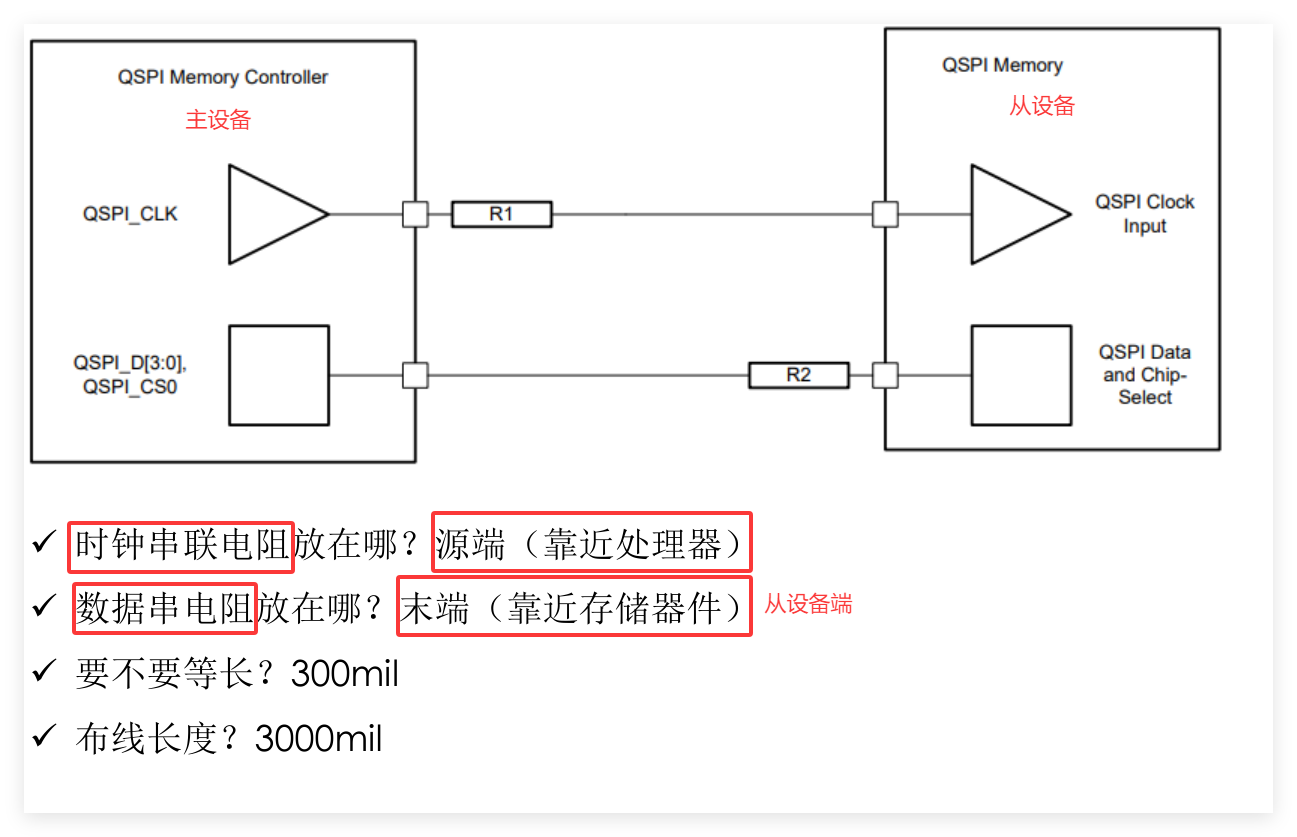 QSPI Memory Controller
主设备
QSPI Memory
从设备
QSPI_CLK
R1
QSPI Clock
Input
QSPI_D[3:0],
QSPI_CS0
R2
QSPI Data
and Chip-
Select
✓ 时钟串联电阻放在哪？源端（靠近处理器）
✓ 数据串电阻放在哪？末端（靠近存储器件） 从设备端
✓ 要不要等长？300mil
✓ 布线长度？3000mil